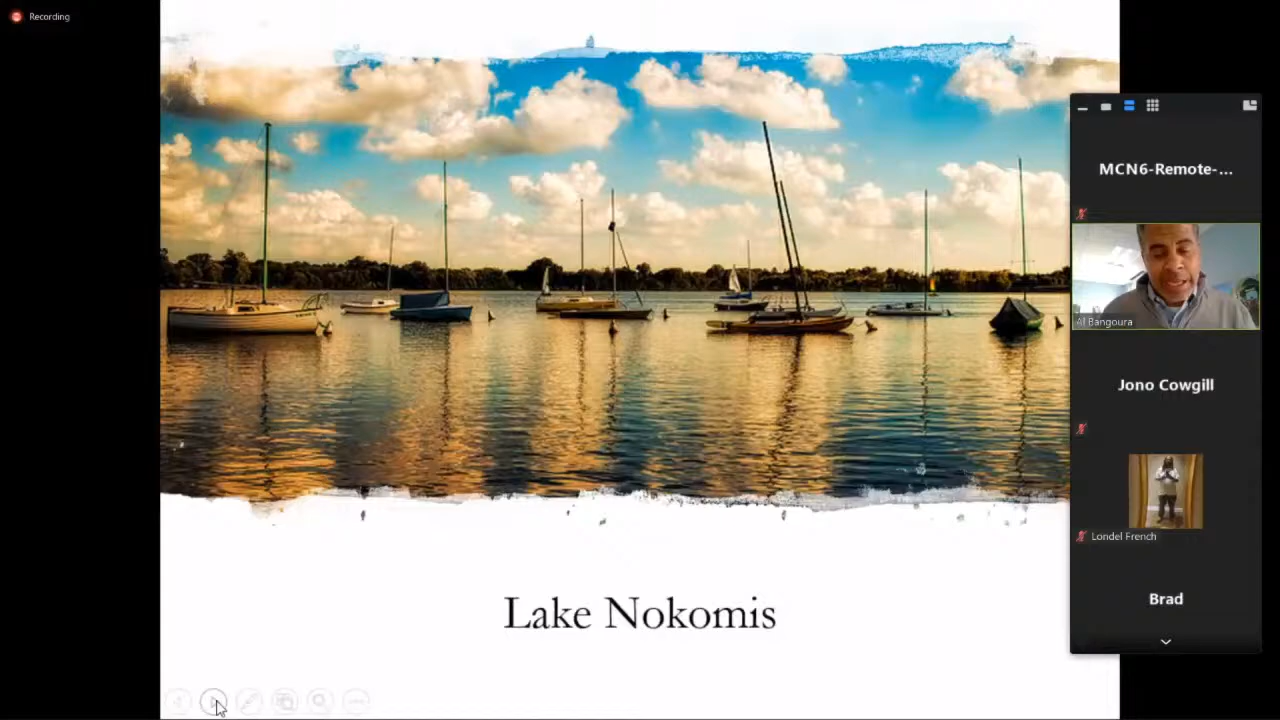 Recording
MCN6-Remote-...
Al Bangoura
Jono Cowgill
Londel French
Brad
Lake Nokomis